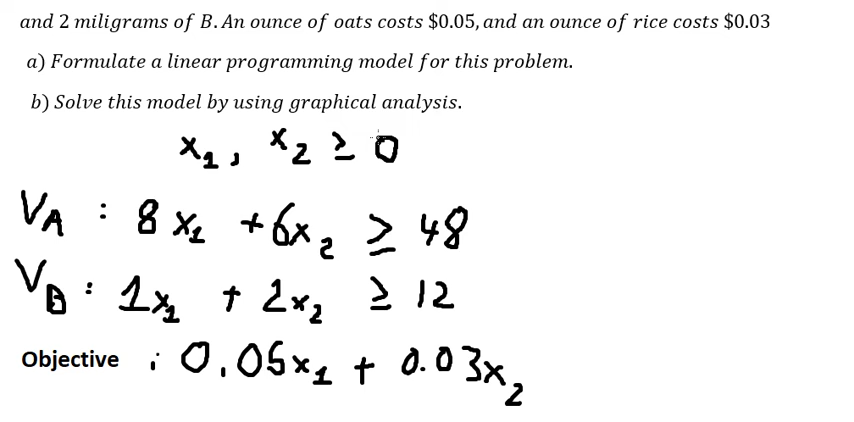 and 2 miligrams of B. An ounce of oats costs $0.05, and an ounce of rice costs $0.03
a) Formulate a linear programming model for this problem.
b) Solve this model by using graphical analysis.
x₁, x₂ ≥ 0
V_A : 8x₁ + 6x₂ ≥ 48
V_B : 1x₁ + 2x₂ ≥ 12
Objective : 0.05x₁ + 0.03x₂